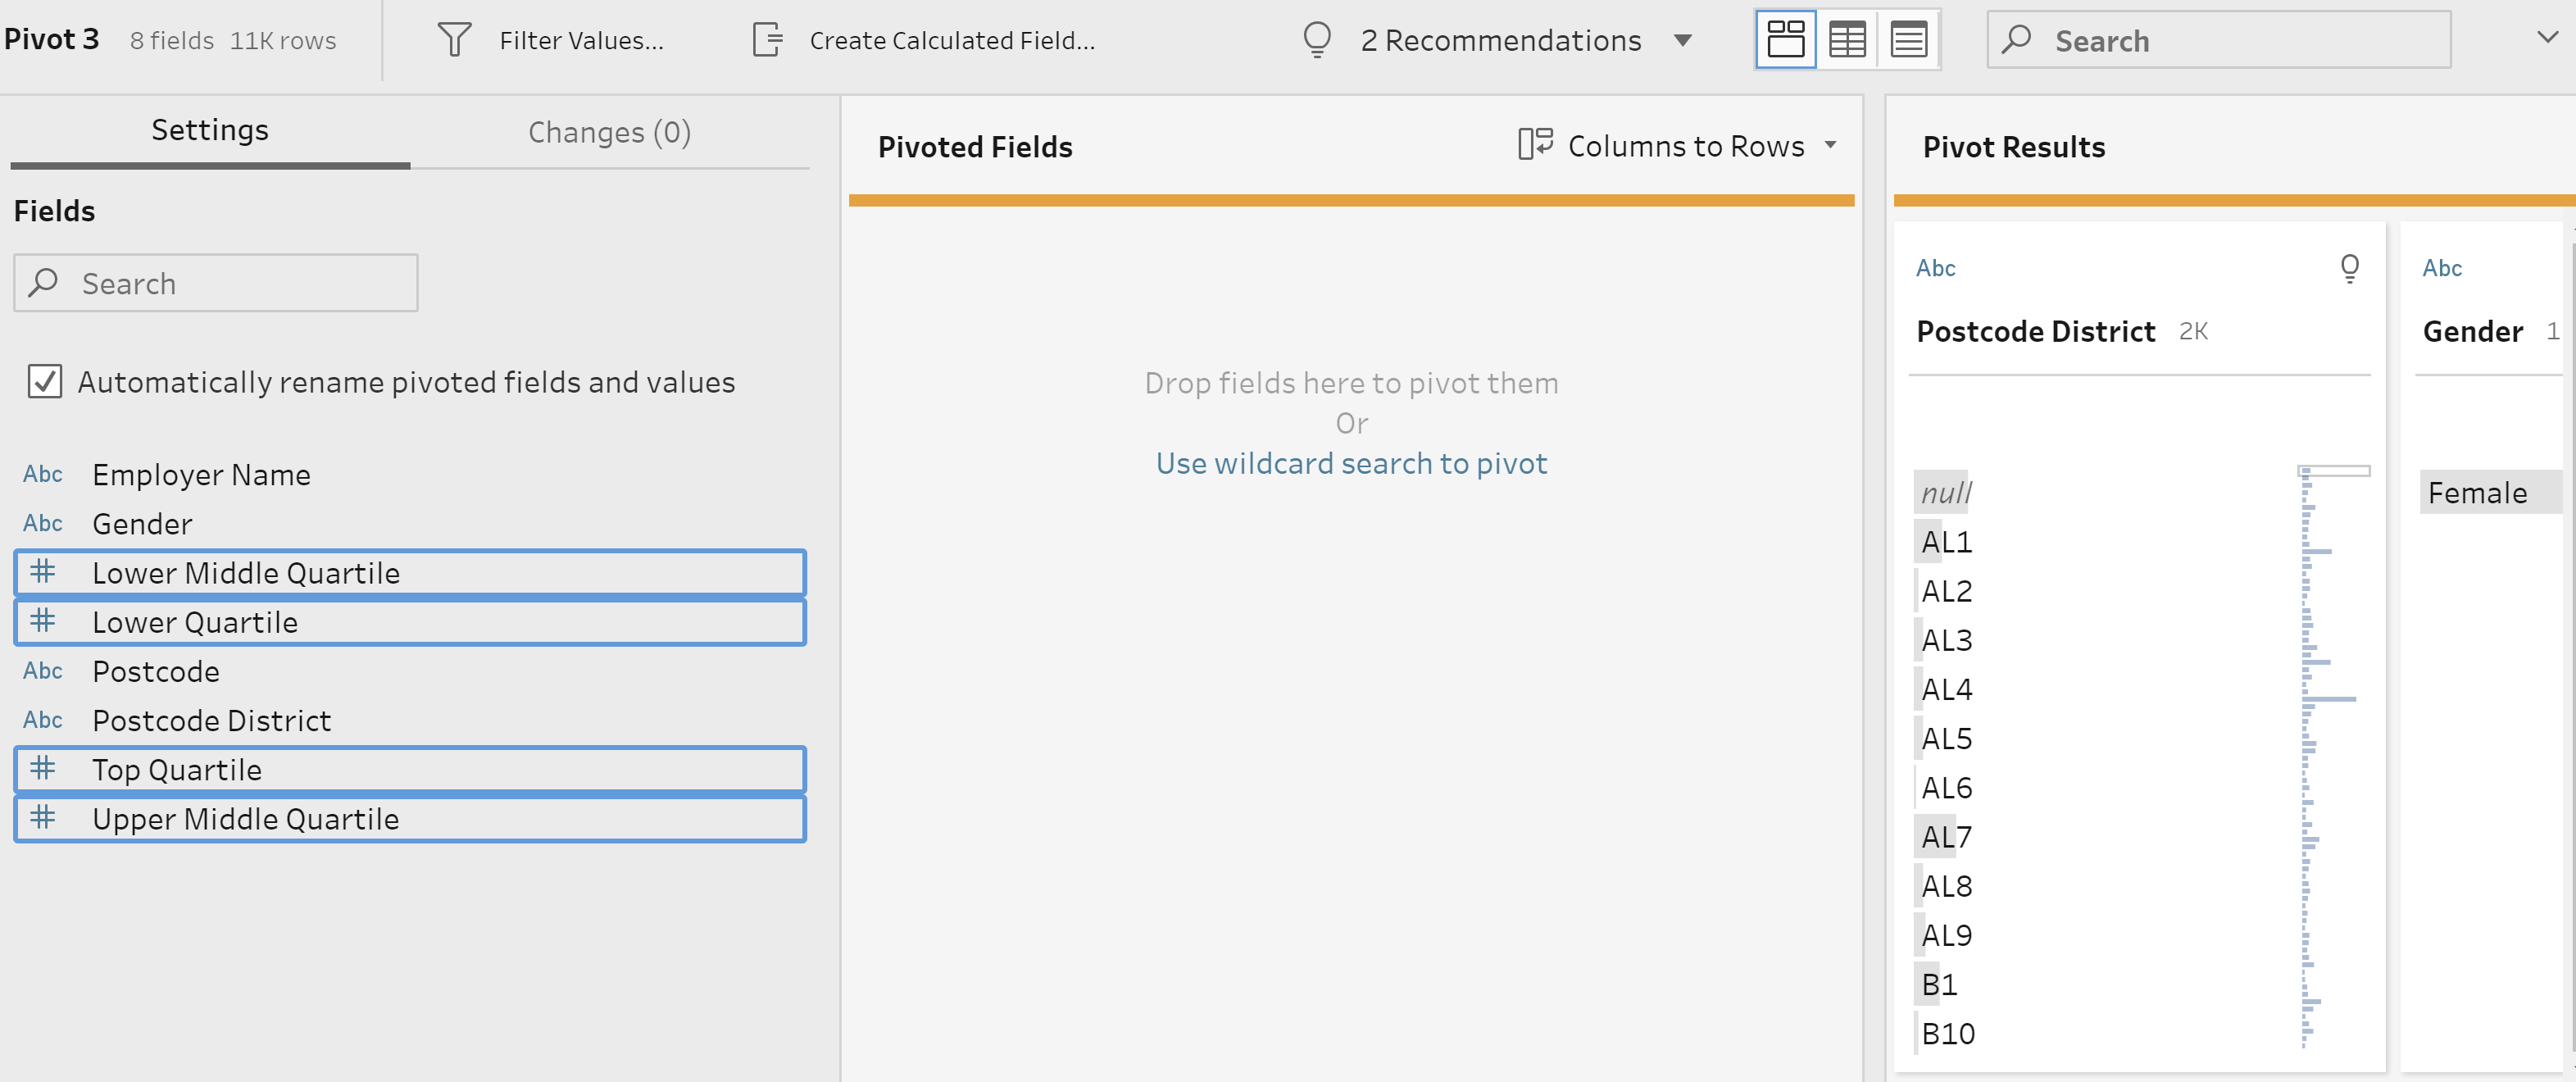 Pivot 3 8 fields 11K rows Filter Values... Create Calculated Field... 2 Recommendations Search
Settings Changes (0)
Fields
Search
Automatically rename pivoted fields and values
Abc Employer Name
Abc Gender
# Lower Middle Quartile
# Lower Quartile
Abc Postcode
Abc Postcode District
# Top Quartile
# Upper Middle Quartile
Pivoted Fields Columns to Rows
Drop fields here to pivot them
Or
Use wildcard search to pivot
Pivot Results
Abc
Postcode District 2K
null
AL1
AL2
AL3
AL4
AL5
AL6
AL7
AL8
AL9
B1
B10
Abc
Gender 1
Female